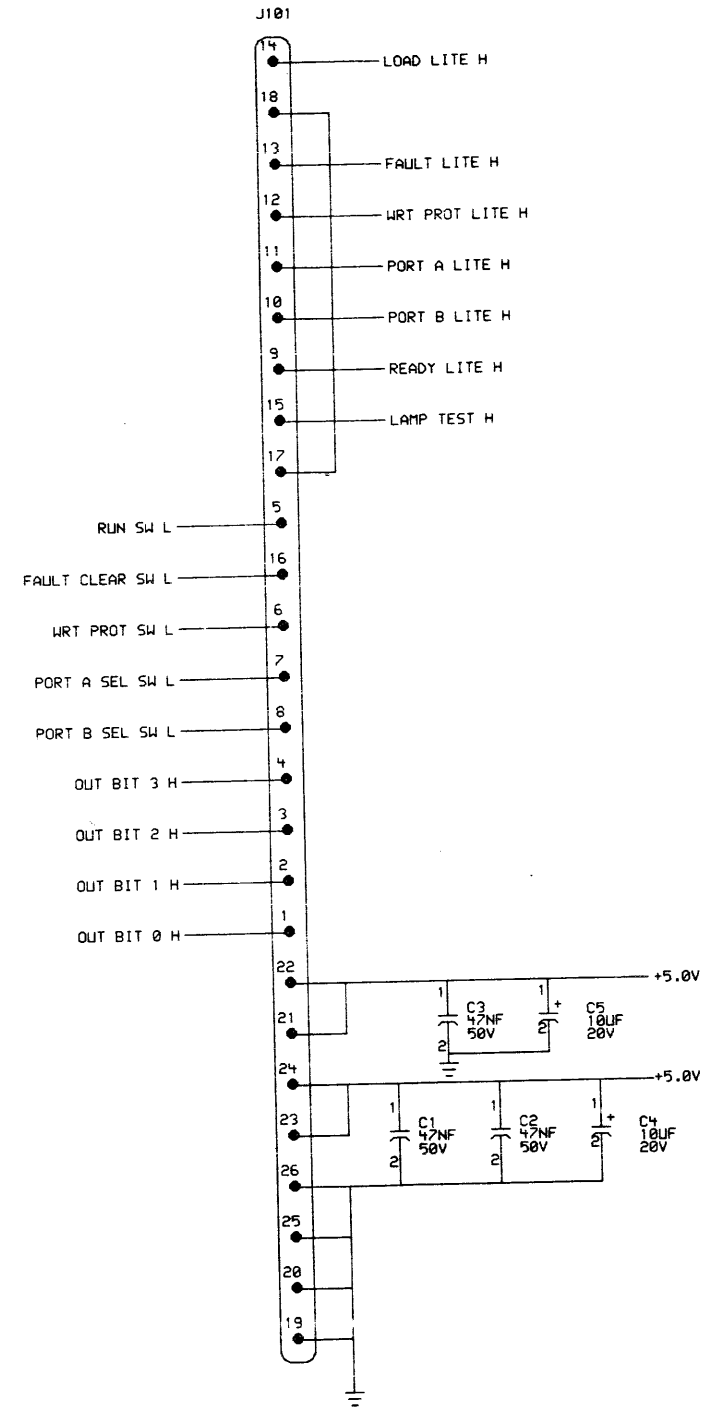 J101
14
LOAD LITE H
18
13
FAULT LITE H
12
WRT PROT LITE H
11
PORT A LITE H
10
PORT B LITE H
9
READY LITE H
15
LAMP TEST H
17
5
RUN SW L
16
FAULT CLEAR SW L
6
WRT PROT SW L
7
PORT A SEL SW L
8
PORT B SEL SW L
4
OUT BIT 3 H
3
OUT BIT 2 H
2
OUT BIT 1 H
1
OUT BIT 0 H
22
+5.0V
21
1
2
C3
47NF
50V
1
+
2
C5
10UF
20V
24
+5.0V
23
1
2
C1
47NF
50V
1
2
C2
47NF
50V
1
+
2
C4
10UF
20V
26
25
20
19